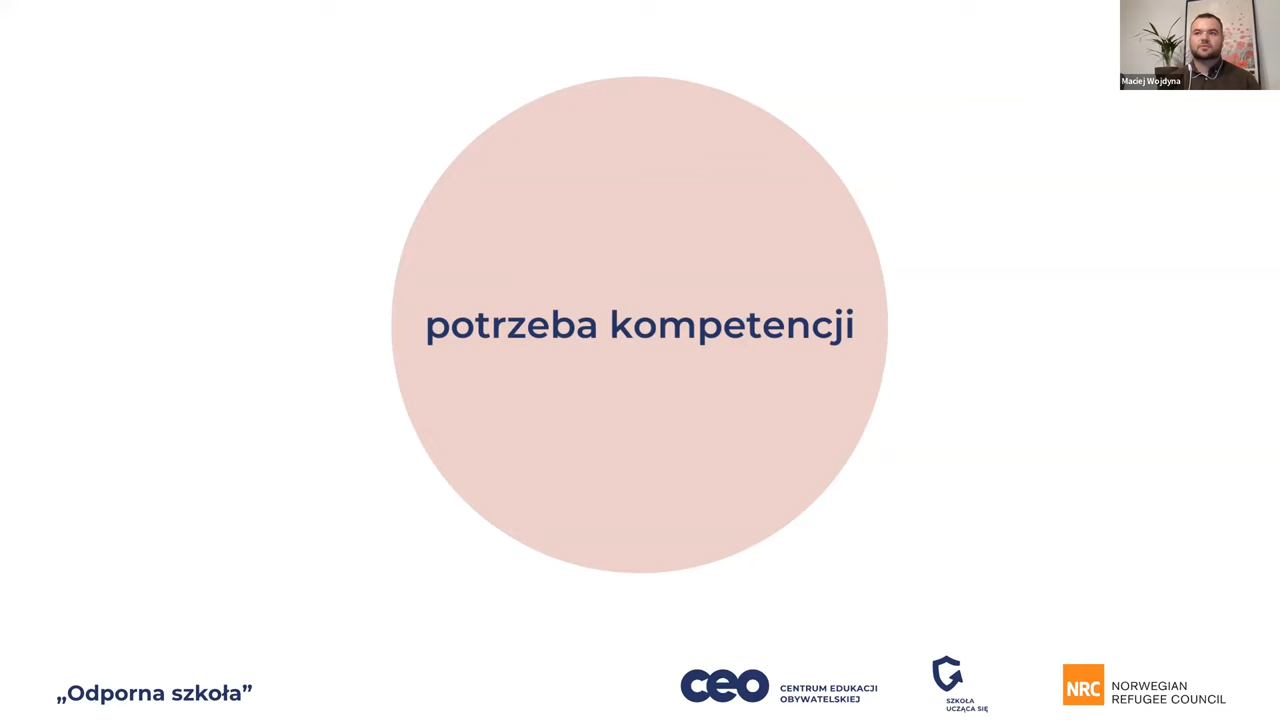 Maciej Wojdyna
potrzeba kompetencji
„Odporna szkoła”
ceo
CENTRUM EDUKACJI
OBYWATELSKIEJ
SZKOŁA
UCZĄCA SIĘ
NRC
NORWEGIAN
REFUGEE COUNCIL